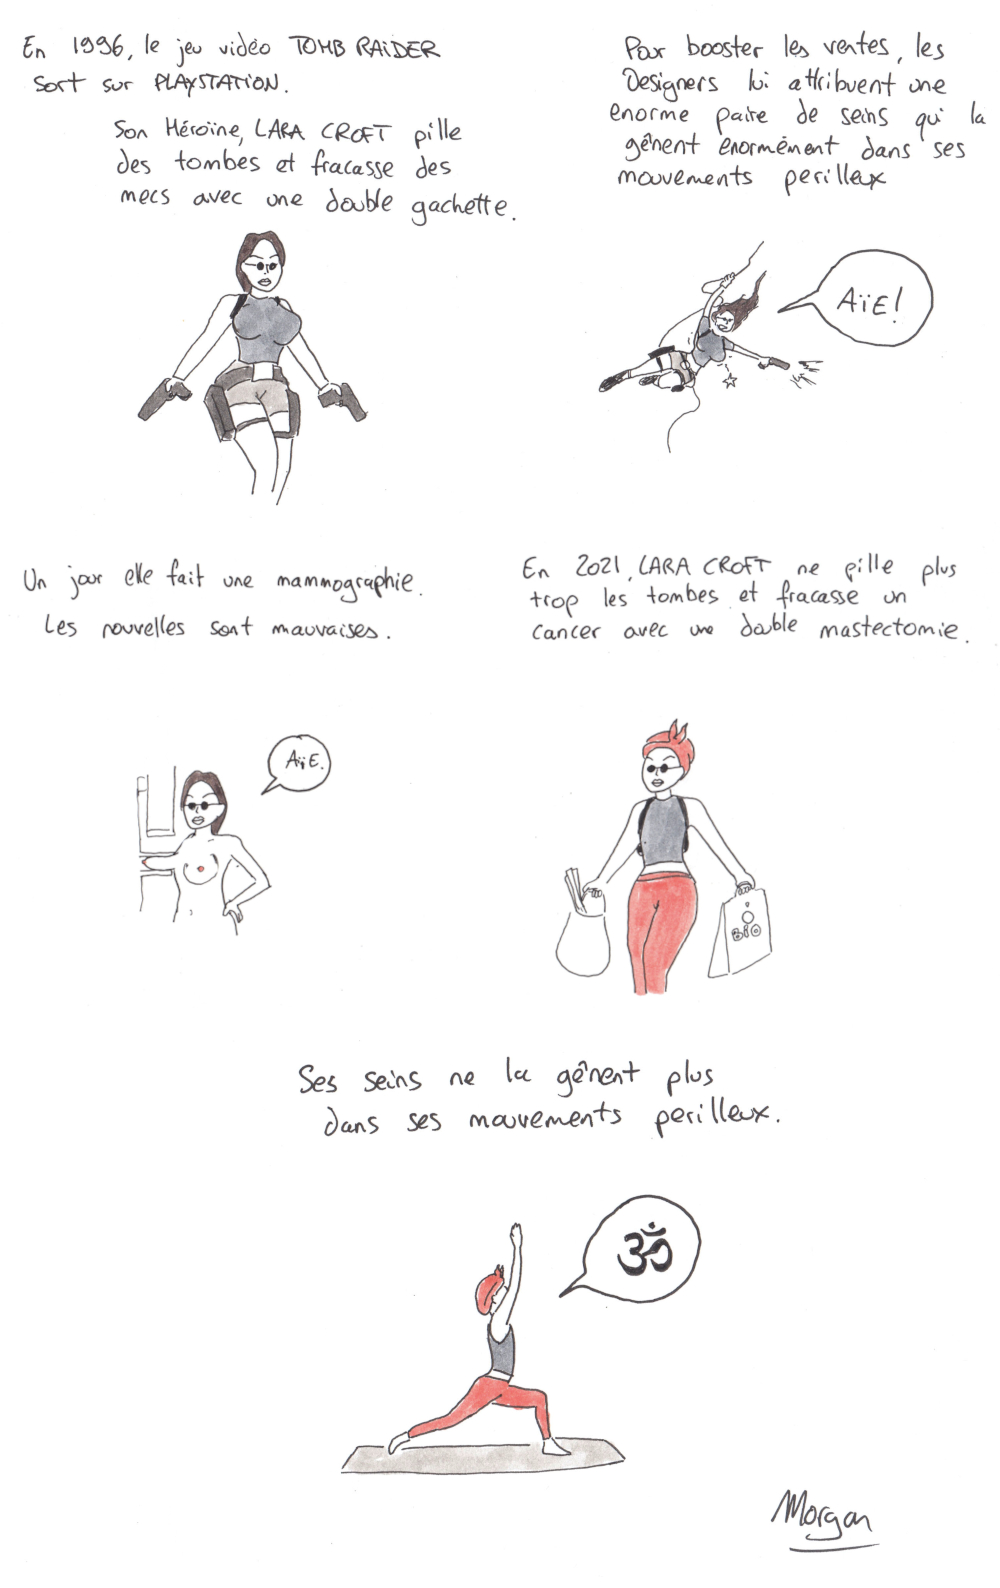 En 1996, le jeu vidéo TOMB RAiDER
sort sur PLAYSTATiON.
Son Héroïne, LARA CROFT pille
des tombes et fracasse des
mecs avec une double gachette.
Pour booster les ventes, les
Designers lui attribuent une
enorme paire de seins qui la
gênent énormément dans ses
mouvements perilleux
AïE!
Un jour elle fait une mammographie.
Les nouvelles sont mauvaises.
AïE.
En 2021, LARA CROFT ne pille plus
trop les tombes et fracasse un
cancer avec une double mastectomie.
BiO
Ses seins ne la gênent plus
dans ses mouvements perilleux.
ॐ
Morgan